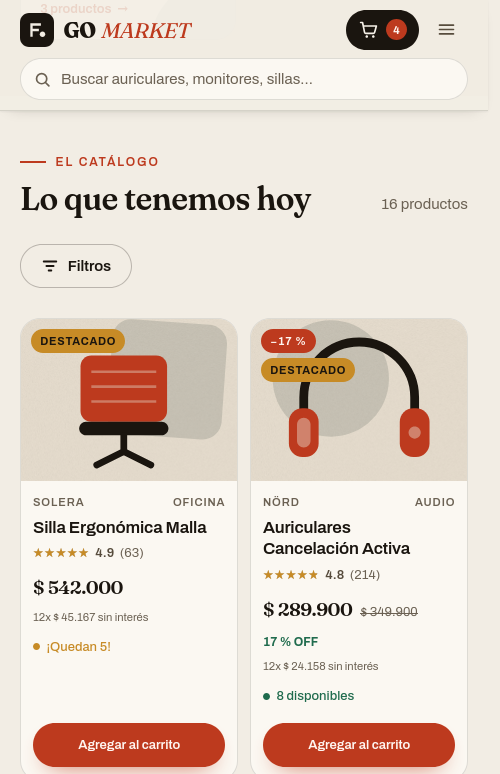 3 productos →
F. GO MARKET
4
Buscar auriculares, monitores, sillas...
EL CATÁLOGO
Lo que tenemos hoy
16 productos
Filtros
DESTACADO
SOLERA OFICINA
Silla Ergonómica Malla
★★★★★ 4.9 (63)
$ 542.000
12x $ 45.167 sin interés
¡Quedan 5!
Agregar al carrito
−17 %
DESTACADO
NÖRD AUDIO
Auriculares
Cancelación Activa
★★★★★ 4.8 (214)
$ 289.900 $ 349.900
17 % OFF
12x $ 24.158 sin interés
8 disponibles
Agregar al carrito